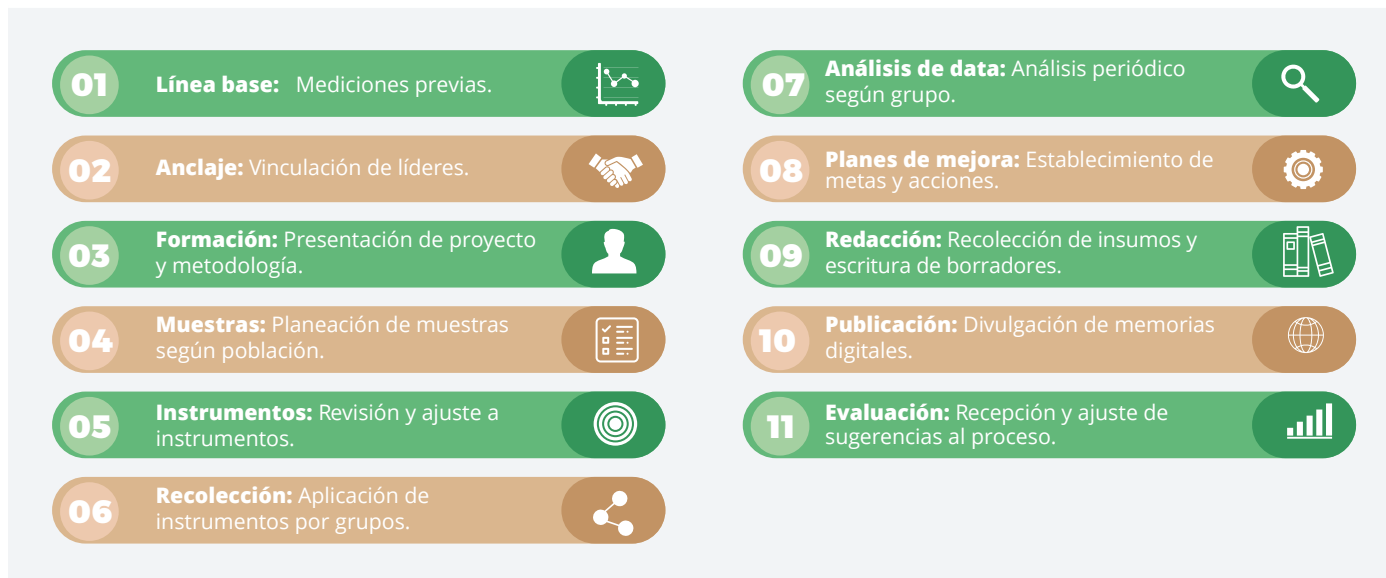 01
Línea base: Mediciones previas.
02
Anclaje: Vinculación de líderes.
03
Formación: Presentación de proyecto
y metodología.
04
Muestras: Planeación de muestras
según población.
05
Instrumentos: Revisión y ajuste a
instrumentos.
06
Recolección: Aplicación de
instrumentos por grupos.
07
Análisis de data: Análisis periódico
según grupo.
08
Planes de mejora: Establecimiento de
metas y acciones.
09
Redacción: Recolección de insumos y
escritura de borradores.
10
Publicación: Divulgación de memorias
digitales.
11
Evaluación: Recepción y ajuste de
sugerencias al proceso.